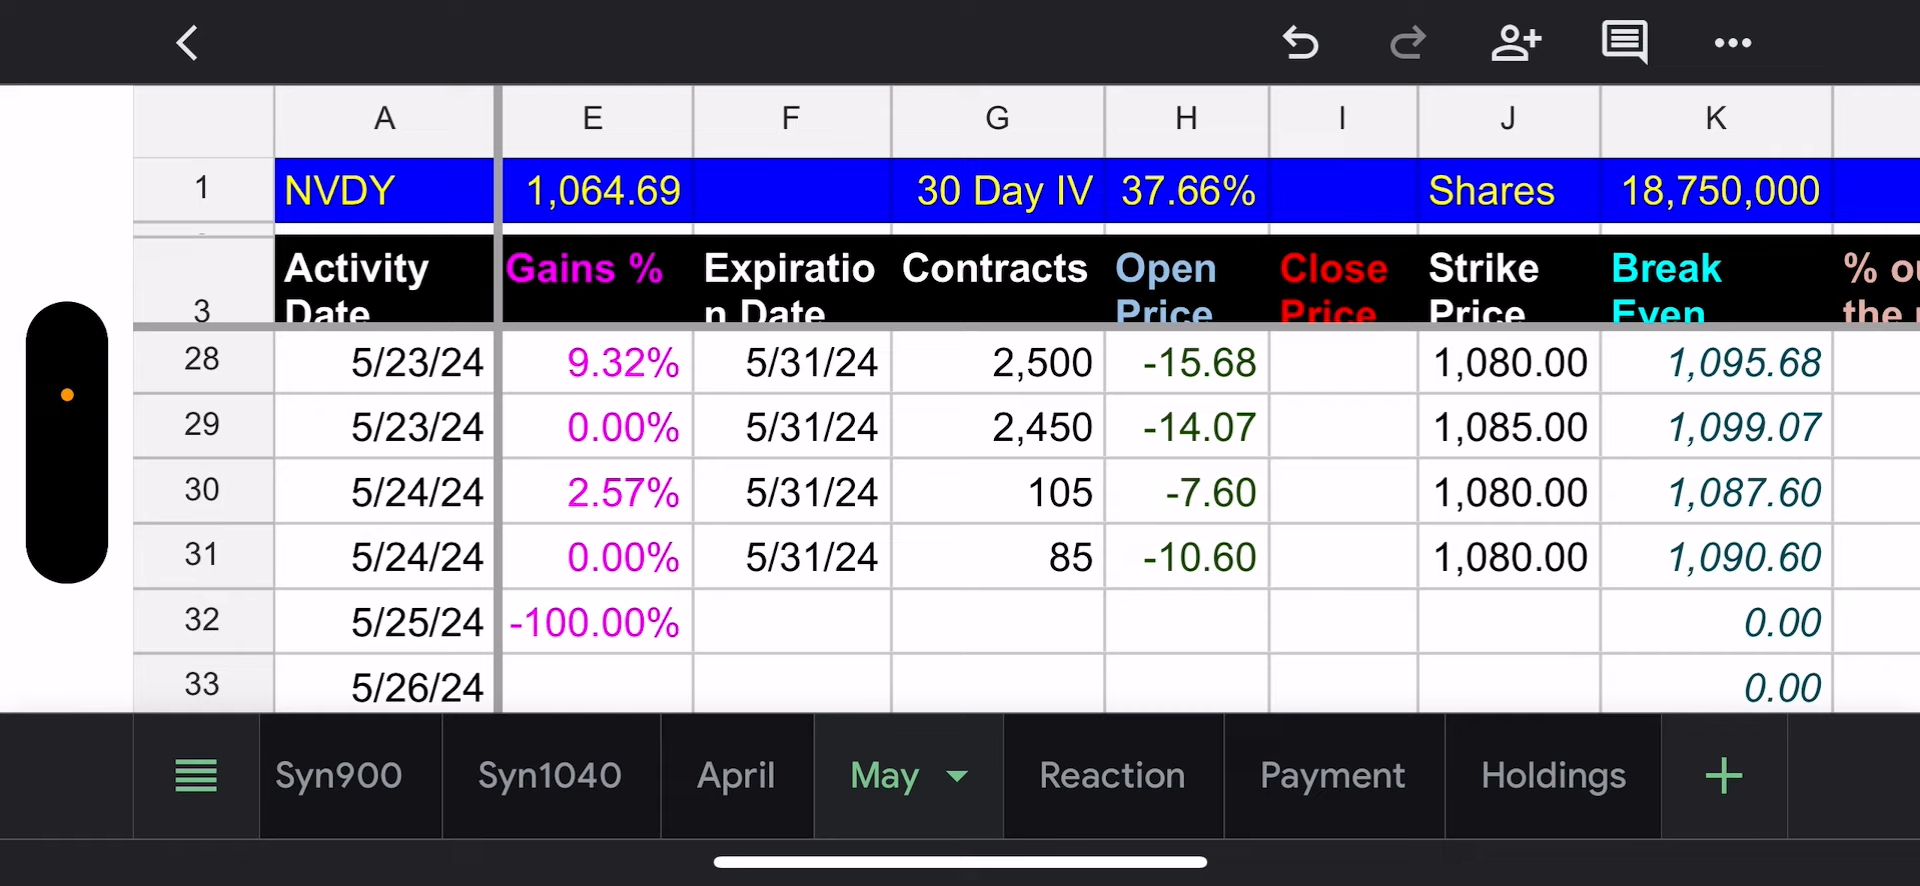 A E F G H I J K
1 NVDY 1,064.69 30 Day IV 37.66% Shares 18,750,000
Activity Gains % Expiratio Contracts Open Close Strike Break % 
3 Date n Date Price Price Price Even the
28 5/23/24 9.32% 5/31/24 2,500 -15.68 1,080.00 1,095.68
29 5/23/24 0.00% 5/31/24 2,450 -14.07 1,085.00 1,099.07
30 5/24/24 2.57% 5/31/24 105 -7.60 1,080.00 1,087.60
31 5/24/24 0.00% 5/31/24 85 -10.60 1,080.00 1,090.60
32 5/25/24 -100.00% 0.00
33 5/26/24 0.00
Syn900 Syn1040 April May Reaction Payment Holdings